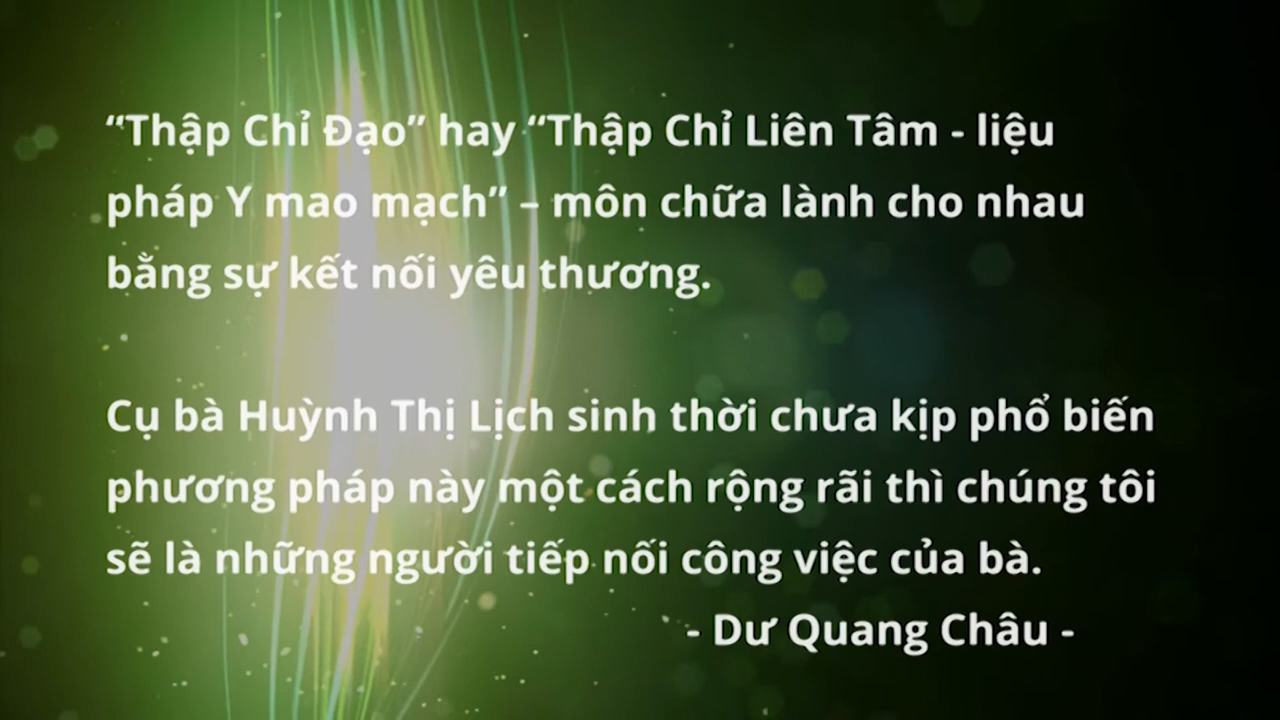 “Thập Chỉ Đạo” hay “Thập Chỉ Liên Tâm - liệu
pháp Y mao mạch” – môn chữa lành cho nhau
bằng sự kết nối yêu thương.
Cụ bà Huỳnh Thị Lịch sinh thời chưa kịp phổ biến
phương pháp này một cách rộng rãi thì chúng tôi
sẽ là những người tiếp nối công việc của bà.
- Dư Quang Châu -